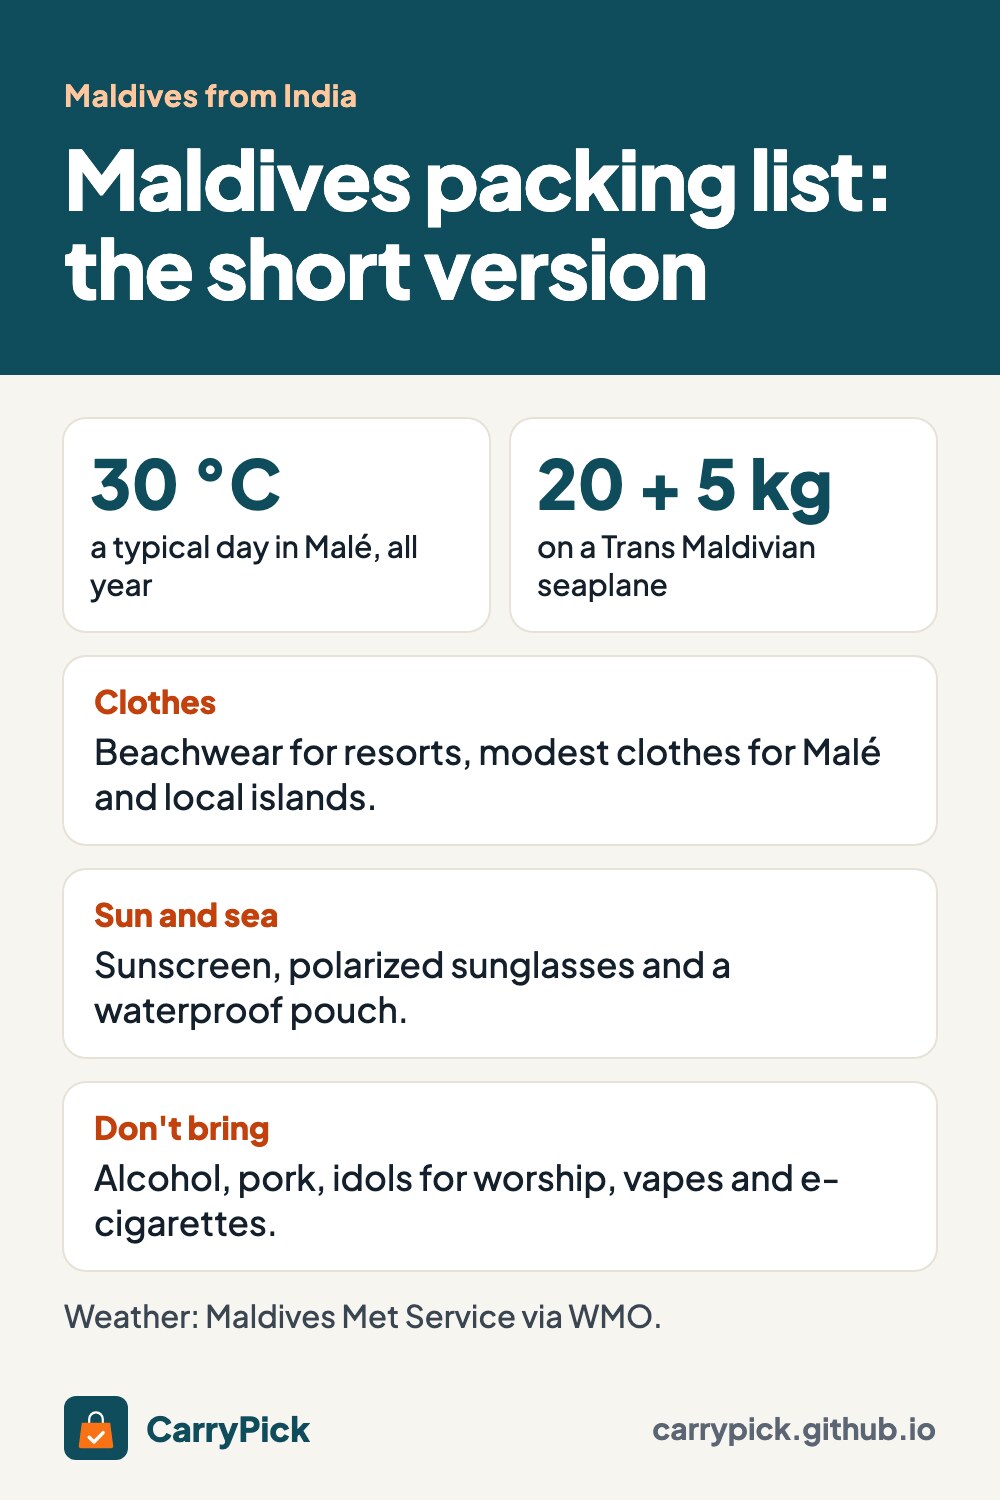 Maldives from India
Maldives packing list:
the short version
30 °C
a typical day in Malé, all
year
20 + 5 kg
on a Trans Maldivian
seaplane
Clothes
Beachwear for resorts, modest clothes for Malé
and local islands.
Sun and sea
Sunscreen, polarized sunglasses and a
waterproof pouch.
Don't bring
Alcohol, pork, idols for worship, vapes and e-
cigarettes.
Weather: Maldives Met Service via WMO.
CarryPick
carrypick.github.io